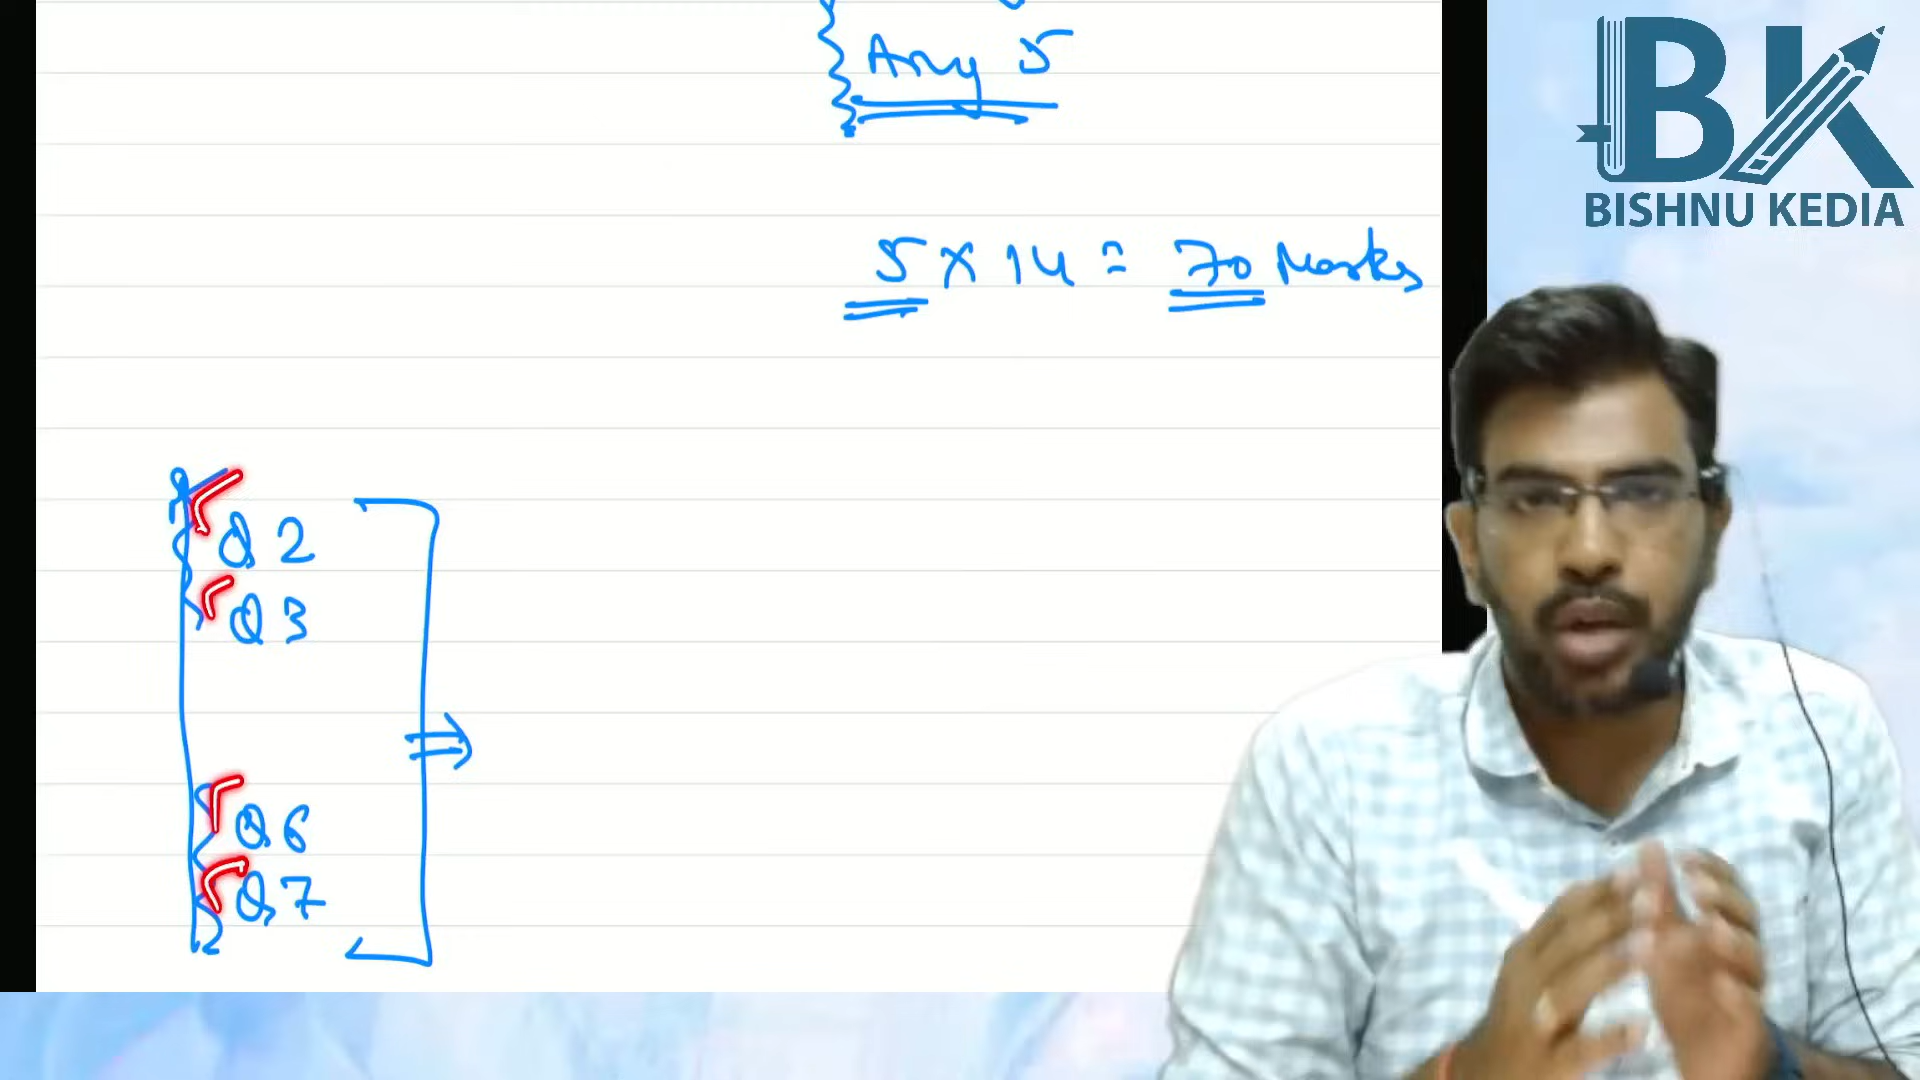 Any 5
5 x 14 = 70 Marks
Q 2
Q 3
Q 6
Q 7
BK
BISHNU KEDIA